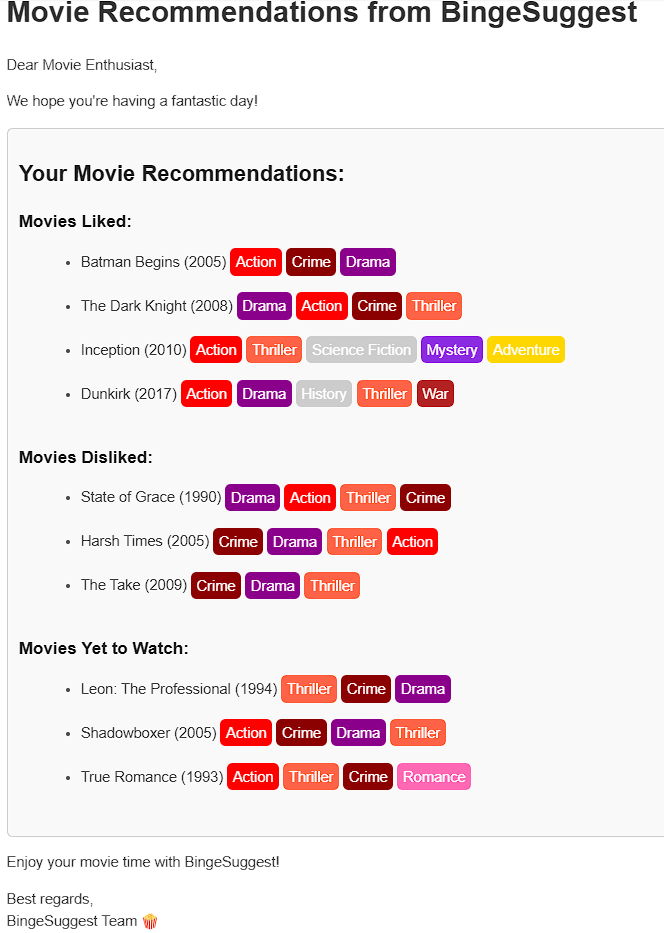 Movie Recommendations from BingeSuggest
Dear Movie Enthusiast,
We hope you're having a fantastic day!
Your Movie Recommendations:
Movies Liked:
Batman Begins (2005) Action Crime Drama
The Dark Knight (2008) Drama Action Crime Thriller
Inception (2010) Action Thriller Science Fiction Mystery Adventure
Dunkirk (2017) Action Drama History Thriller War
Movies Disliked:
State of Grace (1990) Drama Action Thriller Crime
Harsh Times (2005) Crime Drama Thriller Action
The Take (2009) Crime Drama Thriller
Movies Yet to Watch:
Leon: The Professional (1994) Thriller Crime Drama
Shadowboxer (2005) Action Crime Drama Thriller
True Romance (1993) Action Thriller Crime Romance
Enjoy your movie time with BingeSuggest!
Best regards,
BingeSuggest Team 🍿